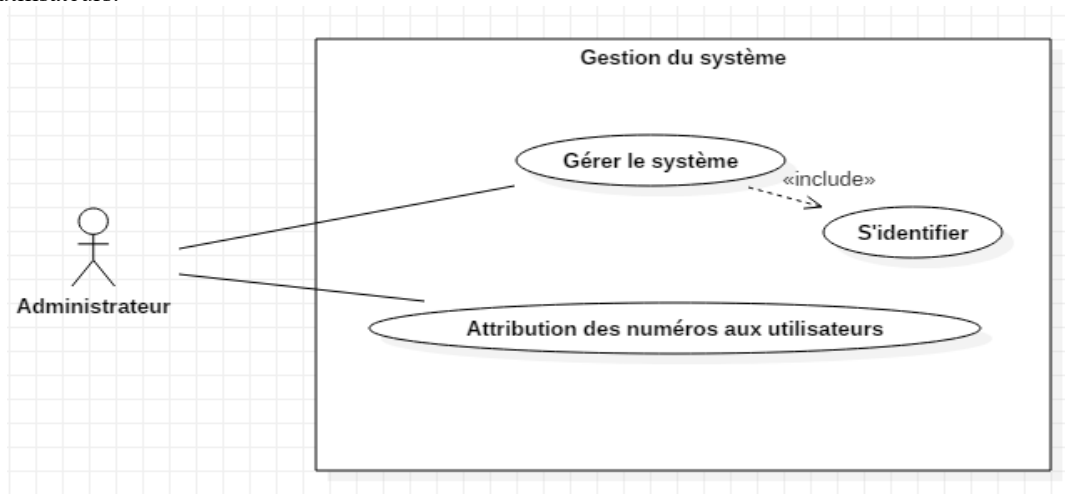 Gestion du système
Gérer le système
«include»
S'identifier
Administrateur
Attribution des numéros aux utilisateurs